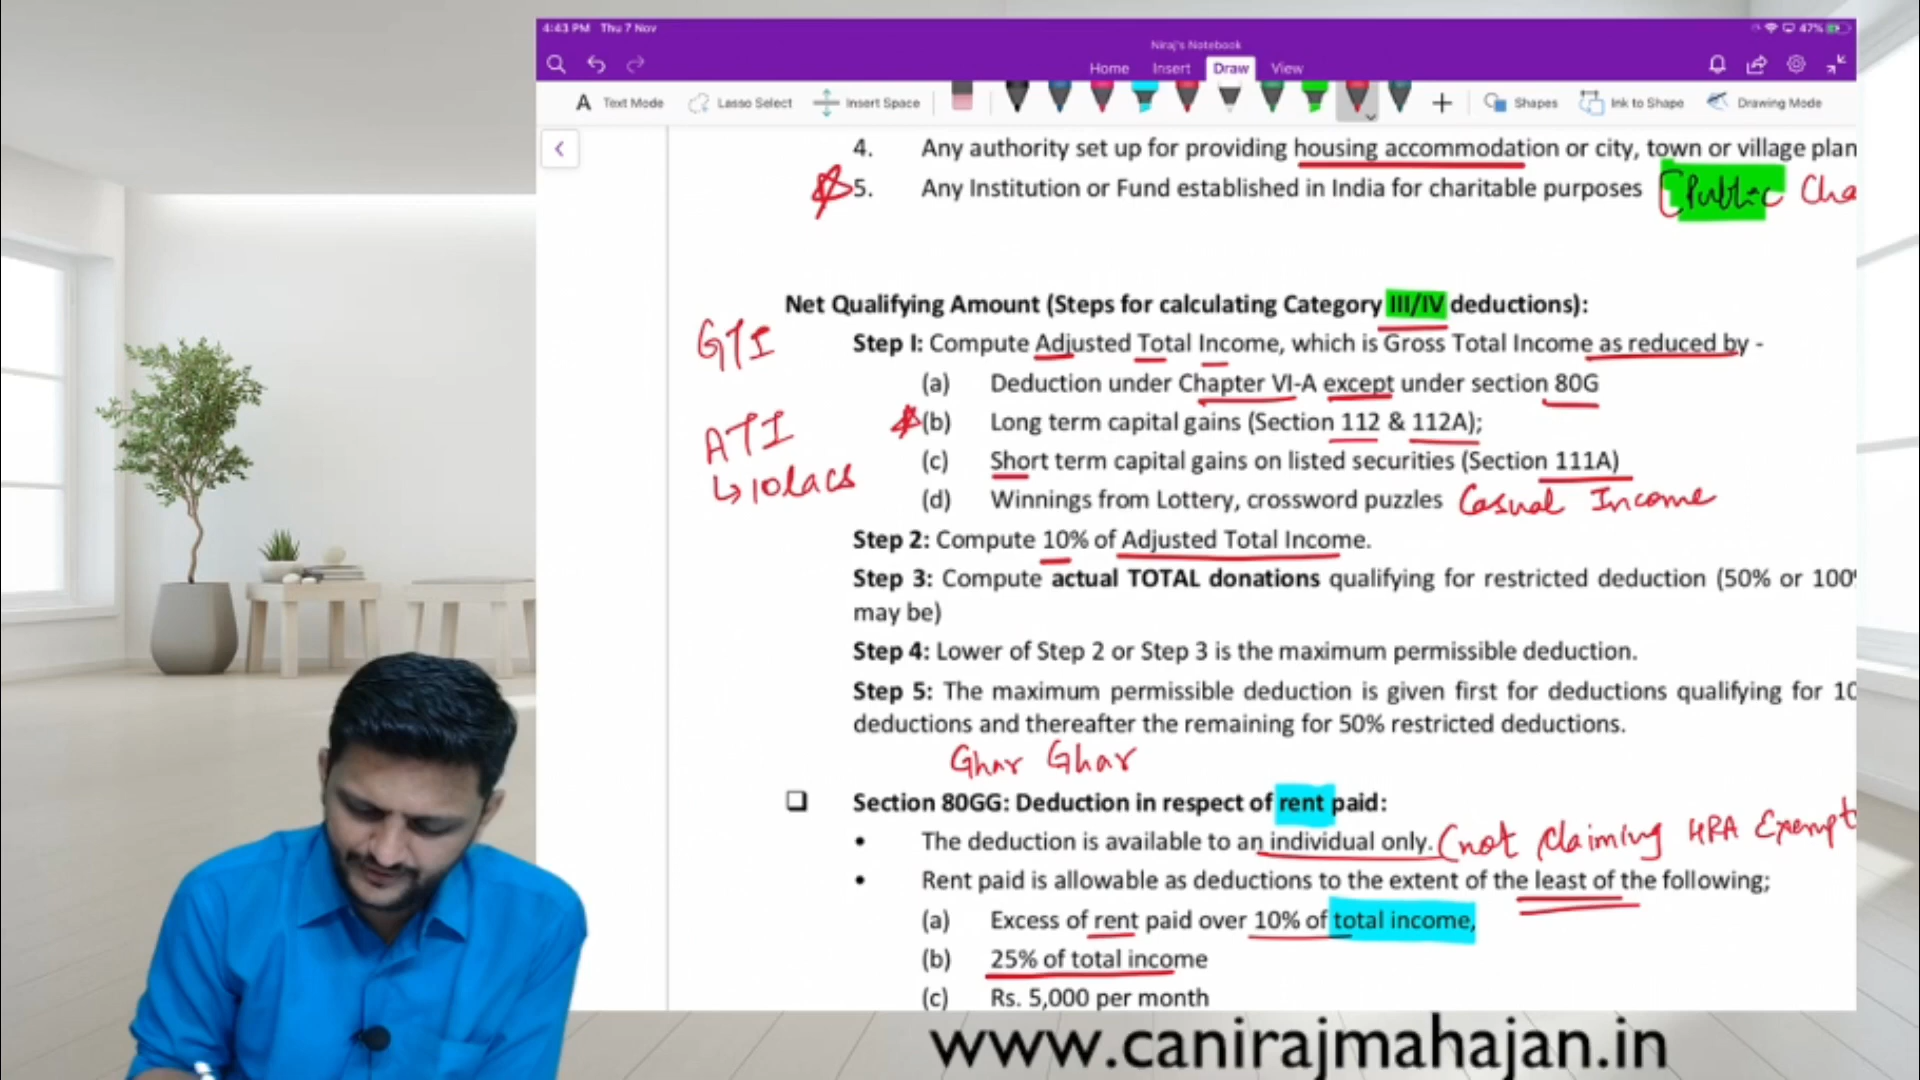 4:43 PM Thu 7 Nov
47%
Niraj's Notebook
Home Insert Draw View
A Text Mode Lasso Select Insert Space Shapes Ink to Shape Drawing Mode
4. Any authority set up for providing housing accommodation or city, town or village plan
5. Any Institution or Fund established in India for charitable purposes [Public Cha
Net Qualifying Amount (Steps for calculating Category III/IV deductions):
GTI
Step I: Compute Adjusted Total Income, which is Gross Total Income as reduced by -
(a) Deduction under Chapter VI-A except under section 80G
ATI
(b) Long term capital gains (Section 112 & 112A);
(c) Short term capital gains on listed securities (Section 111A)
↳10lacs
(d) Winnings from Lottery, crossword puzzles Casual Income
Step 2: Compute 10% of Adjusted Total Income.
Step 3: Compute actual TOTAL donations qualifying for restricted deduction (50% or 100%
may be)
Step 4: Lower of Step 2 or Step 3 is the maximum permissible deduction.
Step 5: The maximum permissible deduction is given first for deductions qualifying for 10
deductions and thereafter the remaining for 50% restricted deductions.
Ghar Ghar
Section 80GG: Deduction in respect of rent paid:
• The deduction is available to an individual only. (not claiming HRA Exempt
• Rent paid is allowable as deductions to the extent of the least of the following;
(a) Excess of rent paid over 10% of total income,
(b) 25% of total income
(c) Rs. 5,000 per month
www.canirajmahajan.in